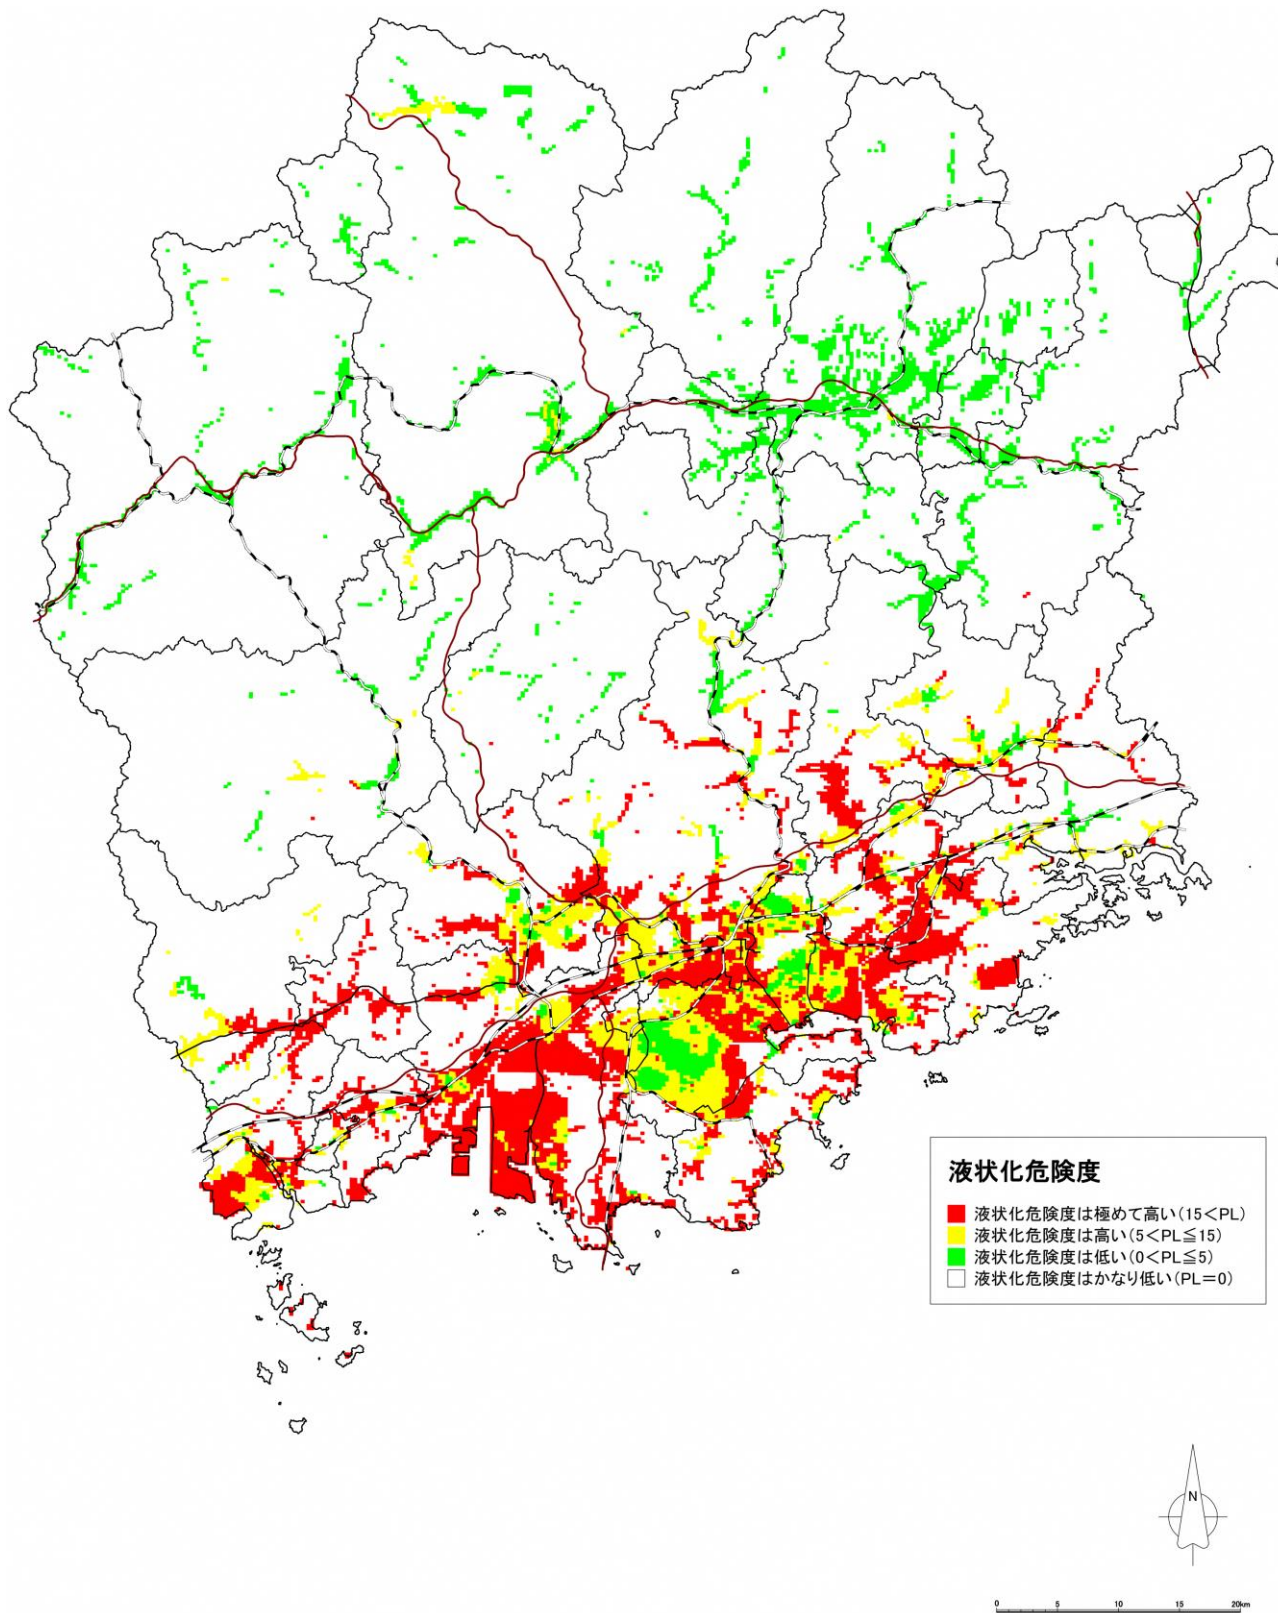 液状化危険度
液状化危険度は極めて高い(15<PL)
液状化危険度は高い(5<PL≦15)
液状化危険度は低い(0<PL≦5)
液状化危険度はかなり低い(PL=0)
N
0 5 10 15 20km